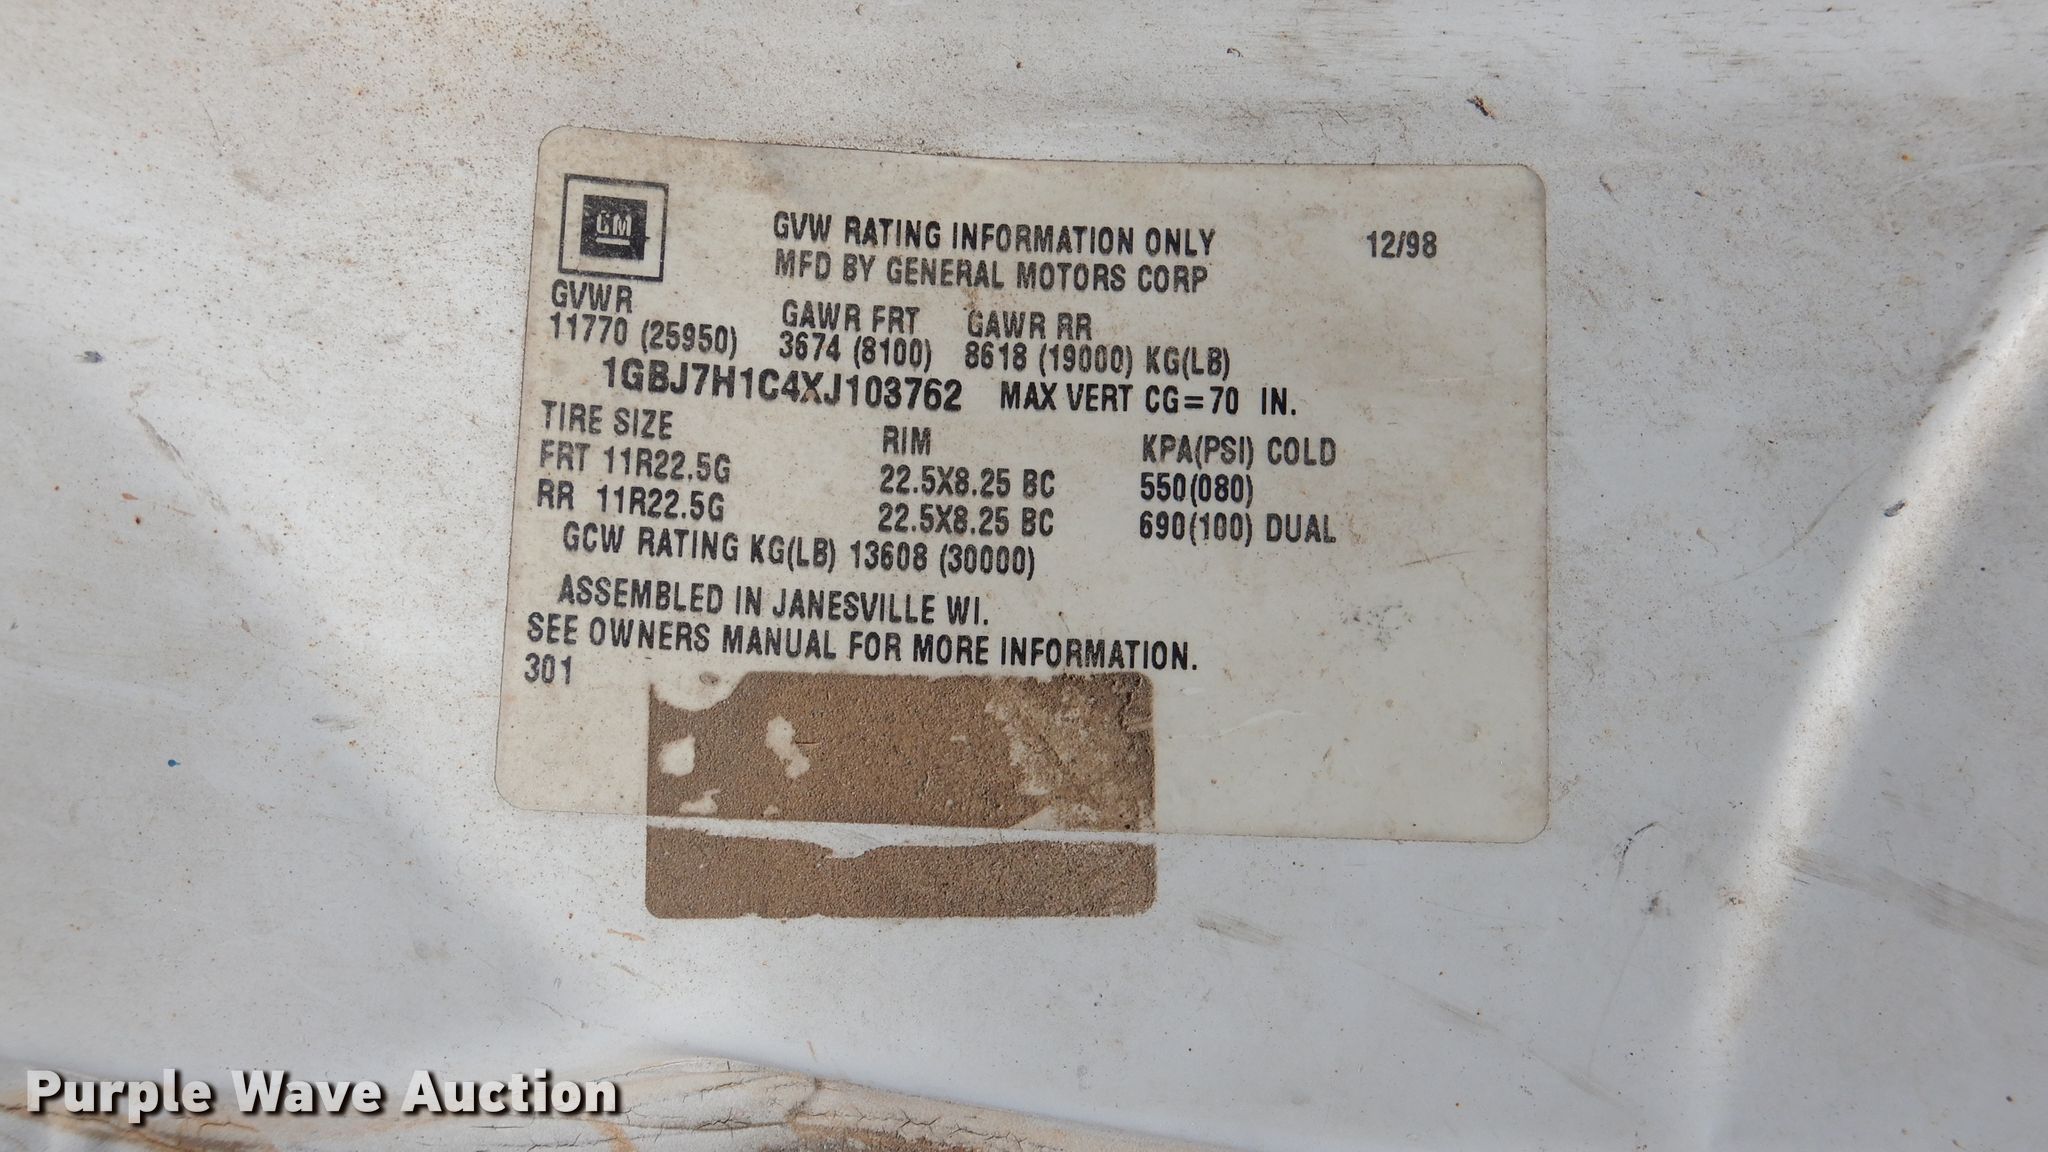 GM
GVW RATING INFORMATION ONLY 12/98
MFD BY GENERAL MOTORS CORP
GVWR GAWR FRT GAWR RR
11770 (25950) 3674 (8100) 8618 (19000) KG(LB)
1GBJ7H1C4XJ103762 MAX VERT CG=70 IN.
TIRE SIZE RIM KPA(PSI) COLD
FRT 11R22.5G 22.5X8.25 BC 550(080)
RR 11R22.5G 22.5X8.25 BC 690(100) DUAL
GCW RATING KG(LB) 13608 (30000)
ASSEMBLED IN JANESVILLE WI.
SEE OWNERS MANUAL FOR MORE INFORMATION.
301
Purple Wave Auction